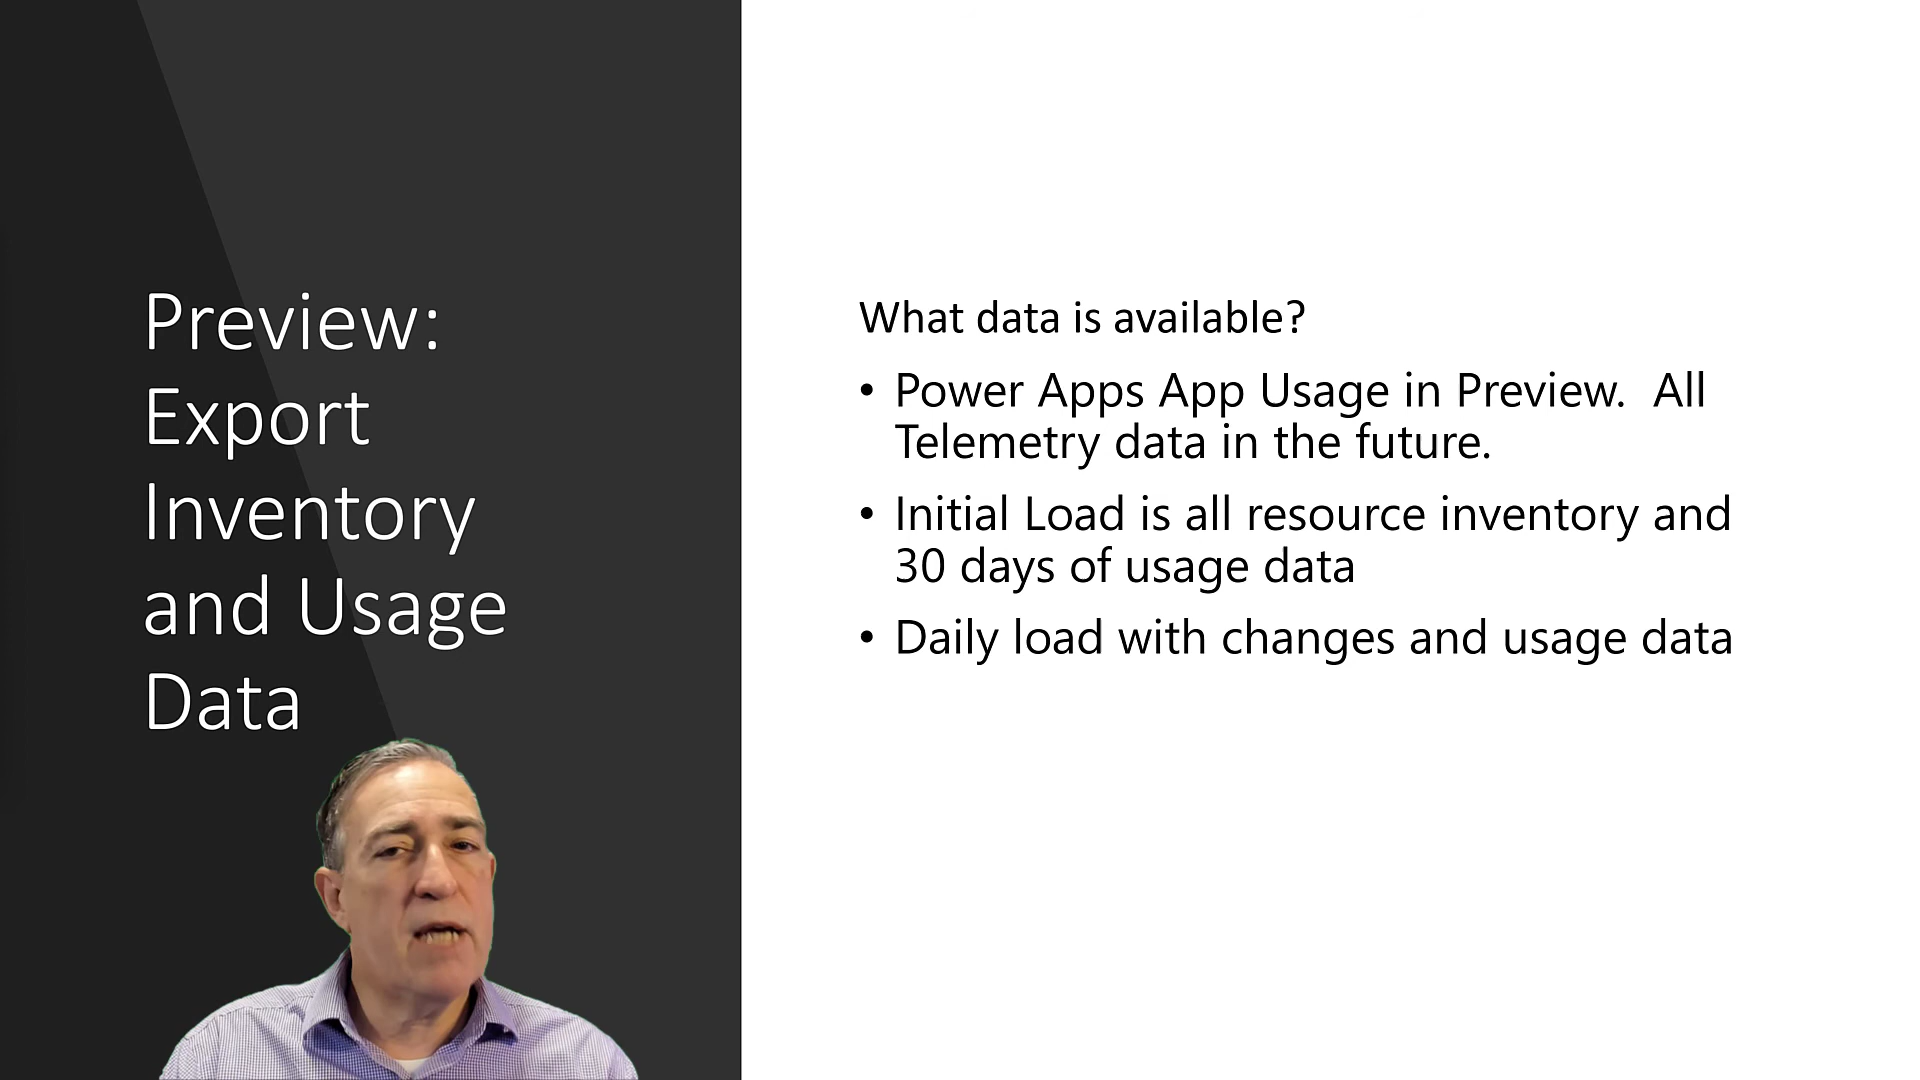 Preview:
Export
Inventory
and Usage
Data
What data is available?
• Power Apps App Usage in Preview.  All
Telemetry data in the future.
• Initial Load is all resource inventory and
30 days of usage data
• Daily load with changes and usage data